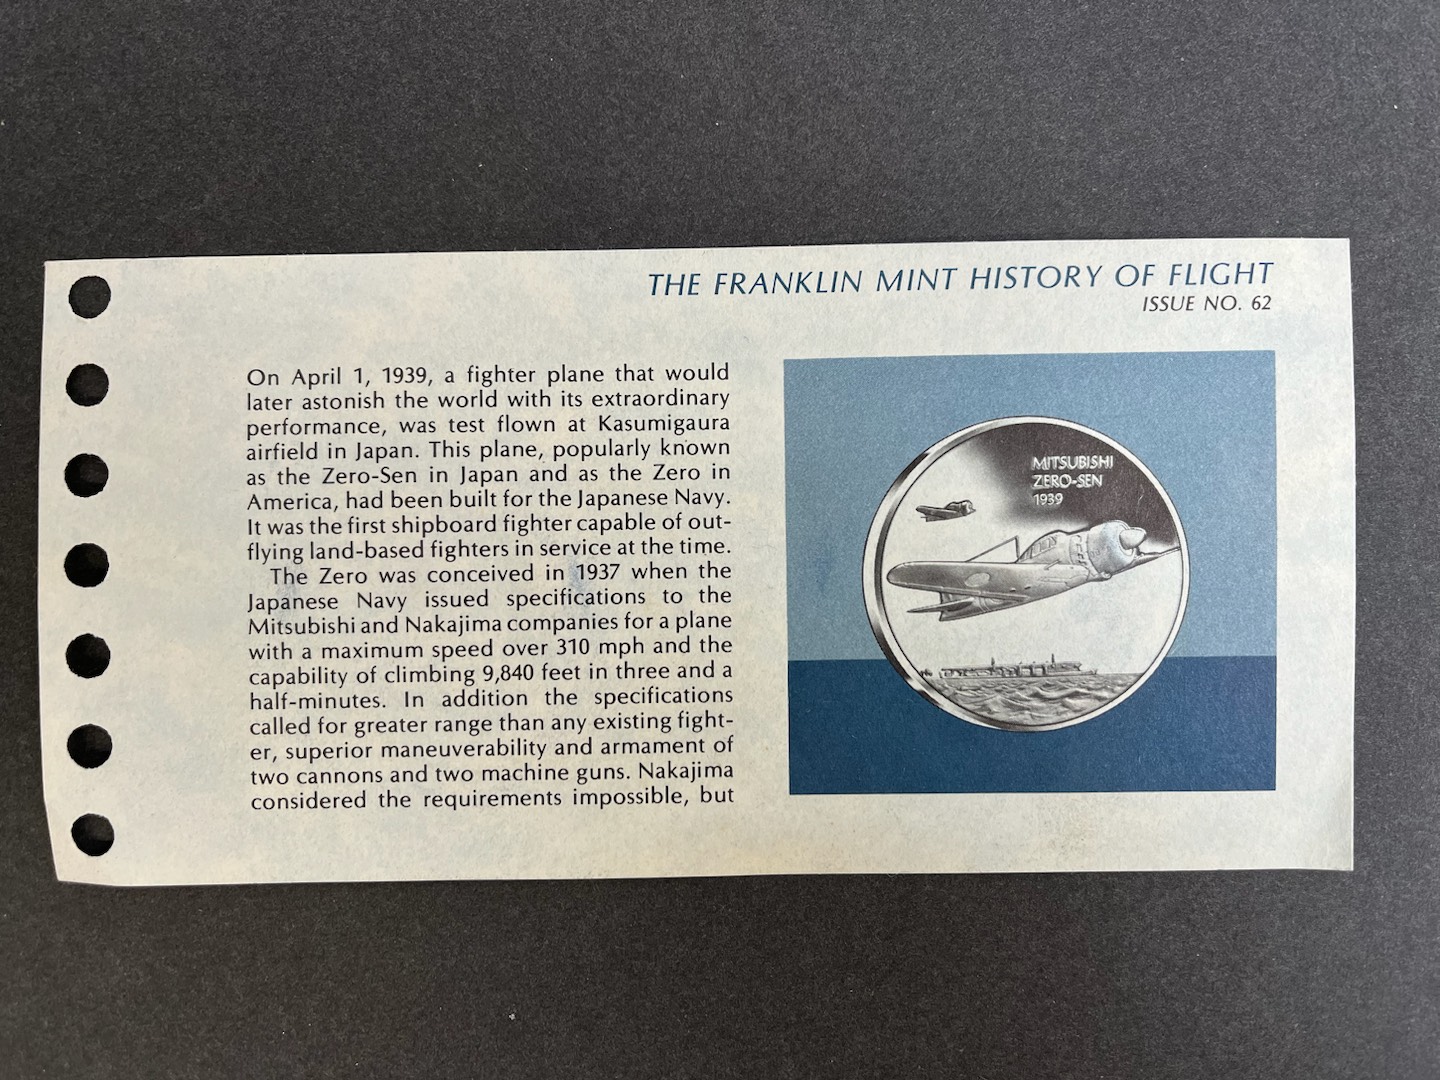 THE FRANKLIN MINT HISTORY OF FLIGHT
ISSUE NO. 62
On April 1, 1939, a fighter plane that would
later astonish the world with its extraordinary
performance, was test flown at Kasumigaura
airfield in Japan. This plane, popularly known
as the Zero-Sen in Japan and as the Zero in
America, had been built for the Japanese Navy.
It was the first shipboard fighter capable of out-
flying land-based fighters in service at the time.
The Zero was conceived in 1937 when the
Japanese Navy issued specifications to the
Mitsubishi and Nakajima companies for a plane
with a maximum speed over 310 mph and the
capability of climbing 9,840 feet in three and a
half-minutes. In addition the specifications
called for greater range than any existing fight-
er, superior maneuverability and armament of
two cannons and two machine guns. Nakajima
considered the requirements impossible, but
MITSUBISHI
ZERO-SEN
1939